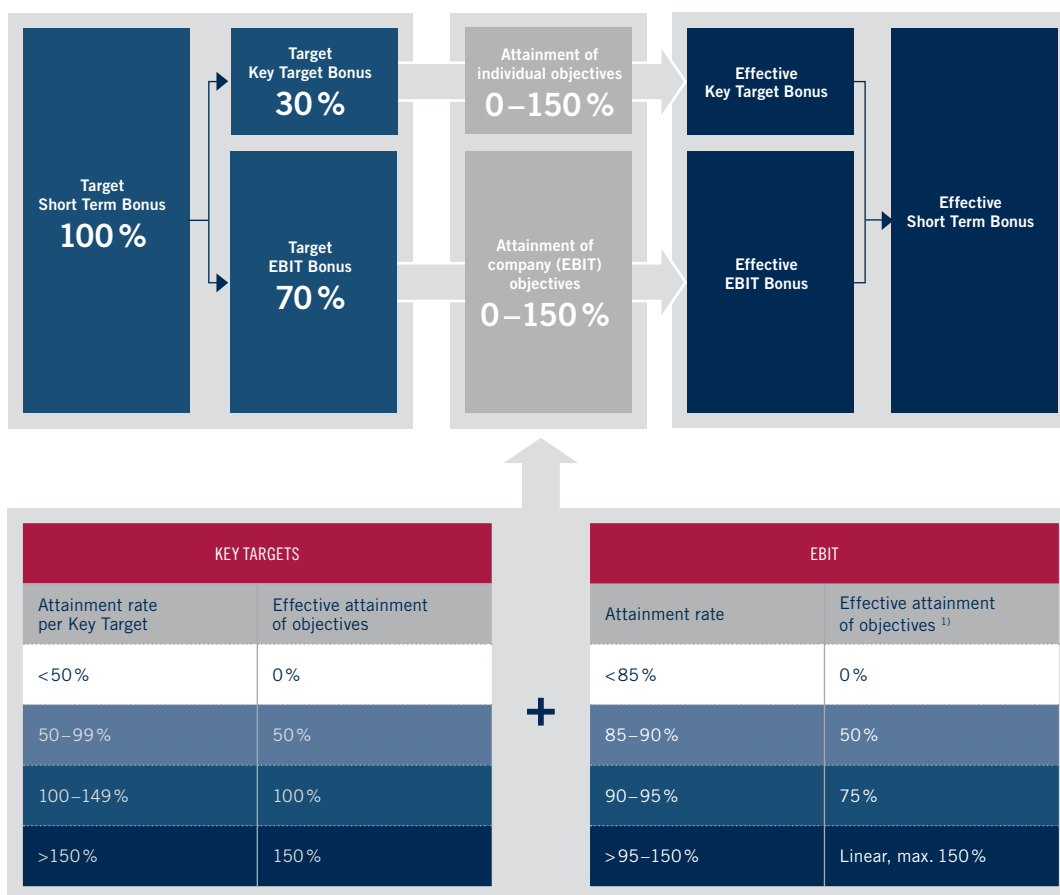 Target
Short Term Bonus
100 %
Target
Key Target Bonus
30 %
Target
EBIT Bonus
70 %
Attainment of
individual objectives
0–150 %
Attainment of
company (EBIT)
objectives
0–150 %
Effective
Key Target Bonus
Effective
EBIT Bonus
Effective
Short Term Bonus
KEY TARGETS
Attainment rate
per Key Target
Effective attainment
of objectives
<50 %
0 %
50–99 %
50 %
100–149 %
100 %
>150 %
150 %
+
EBIT
Attainment rate
Effective attainment
of objectives 1)
<85 %
0 %
85–90 %
50 %
90–95 %
75 %
>95–150 %
Linear, max. 150 %